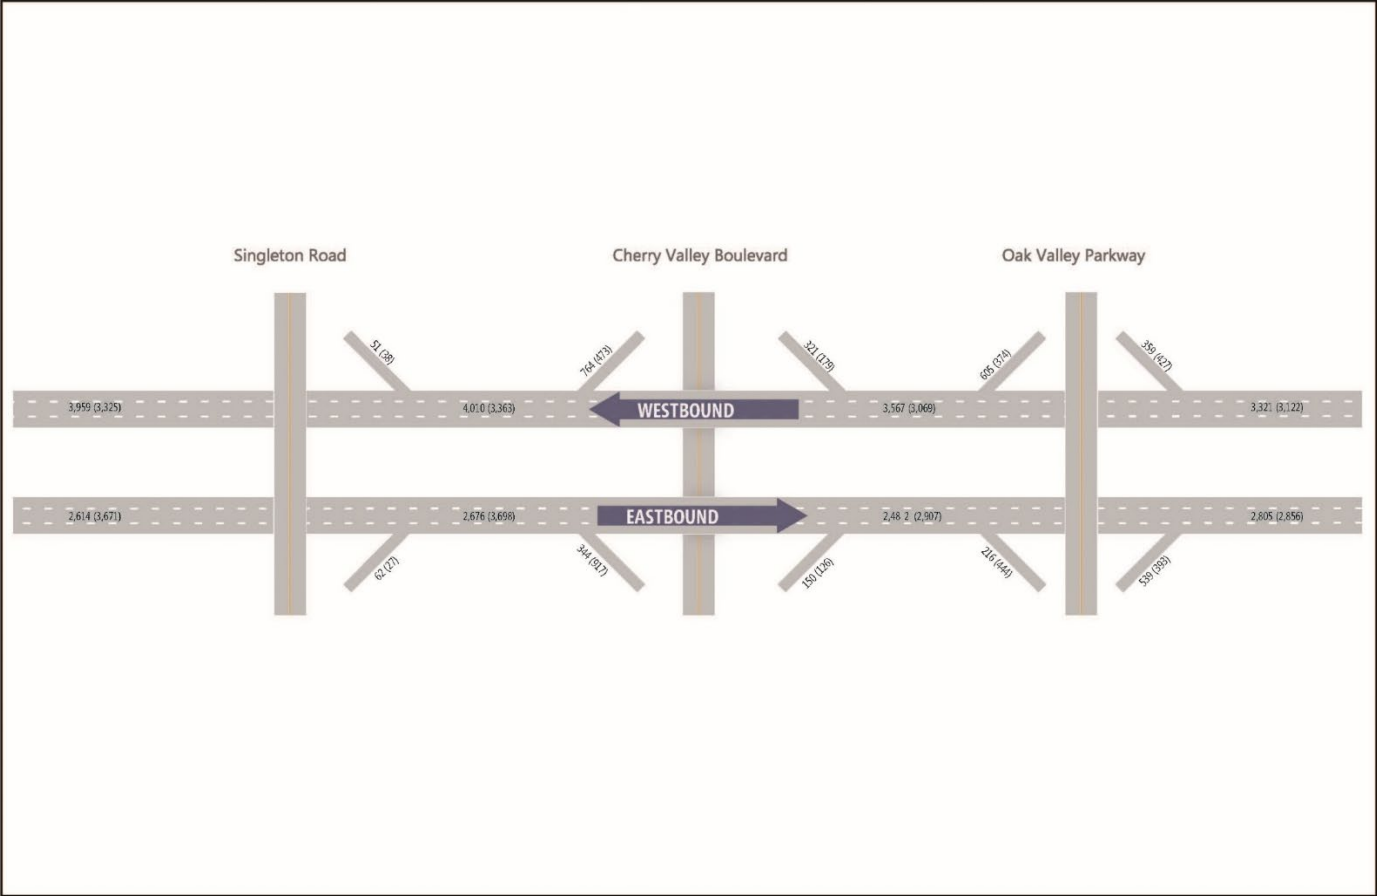 Singleton Road
Cherry Valley Boulevard
Oak Valley Parkway
51 (38)
764 (473)
321 (179)
605 (374)
359 (427)
3,959 (3,325)
4,010 (3,363)
WESTBOUND
3,567 (3,069)
3,321 (3,122)
2,614 (3,671)
2,676 (3,698)
EASTBOUND
2,48 2 (2,907)
2,805 (2,856)
62 (27)
344 (917)
150 (126)
216 (444)
539 (393)